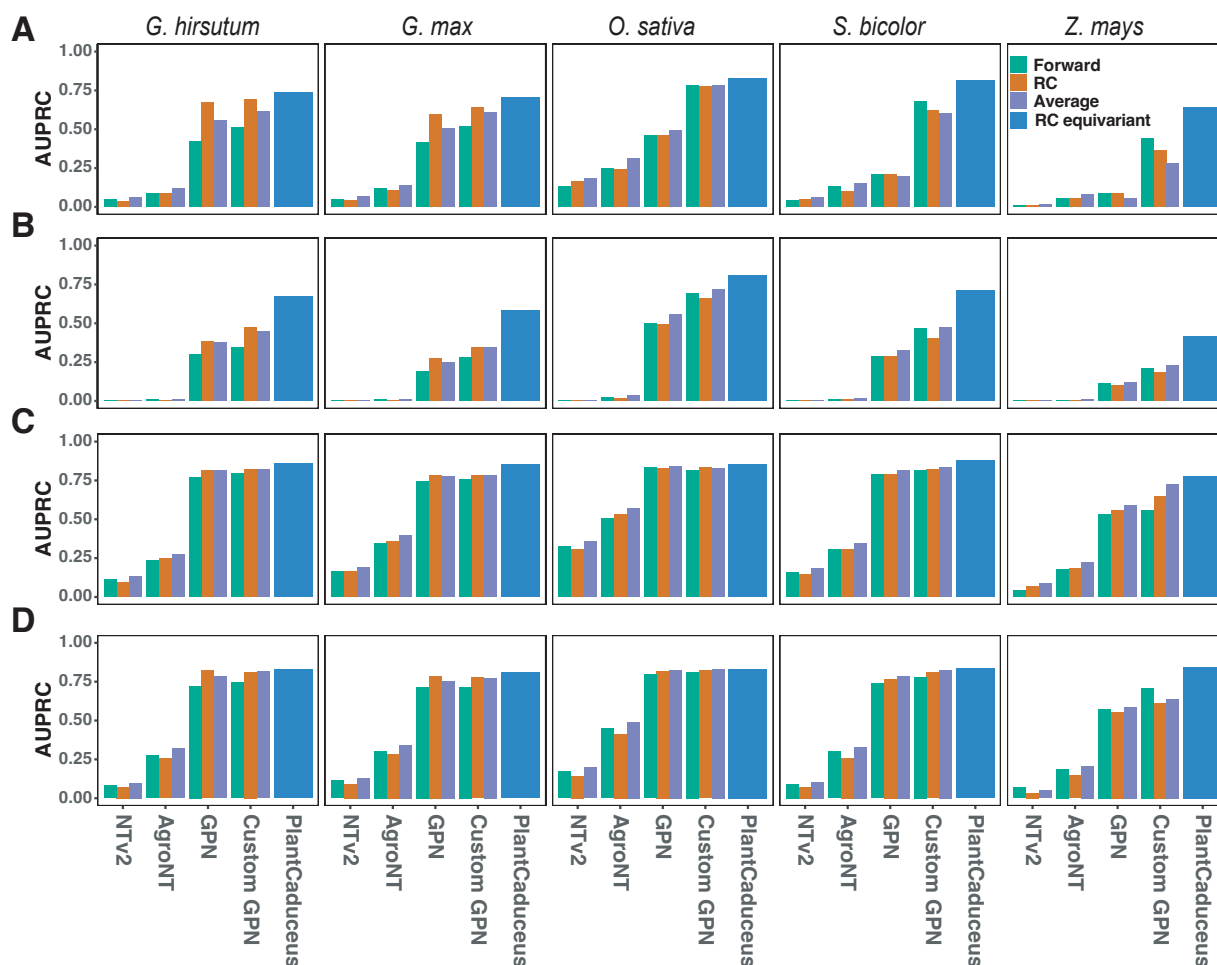 A
G. hirsutum
G. max
O. sativa
S. bicolor
Z. mays
AUPRC
1.00
0.75
0.50
0.25
0.00
Forward
RC
Average
RC equivariant
B
AUPRC
1.00
0.75
0.50
0.25
0.00
C
AUPRC
1.00
0.75
0.50
0.25
0.00
D
AUPRC
1.00
0.75
0.50
0.25
0.00
NTv2
AgroNT
GPN
Custom
GPN
PlantCaduceus
NTv2
AgroNT
GPN
Custom
GPN
PlantCaduceus
NTv2
AgroNT
GPN
Custom
GPN
PlantCaduceus
NTv2
AgroNT
GPN
Custom
GPN
PlantCaduceus
NTv2
AgroNT
GPN
Custom
GPN
PlantCaduceus